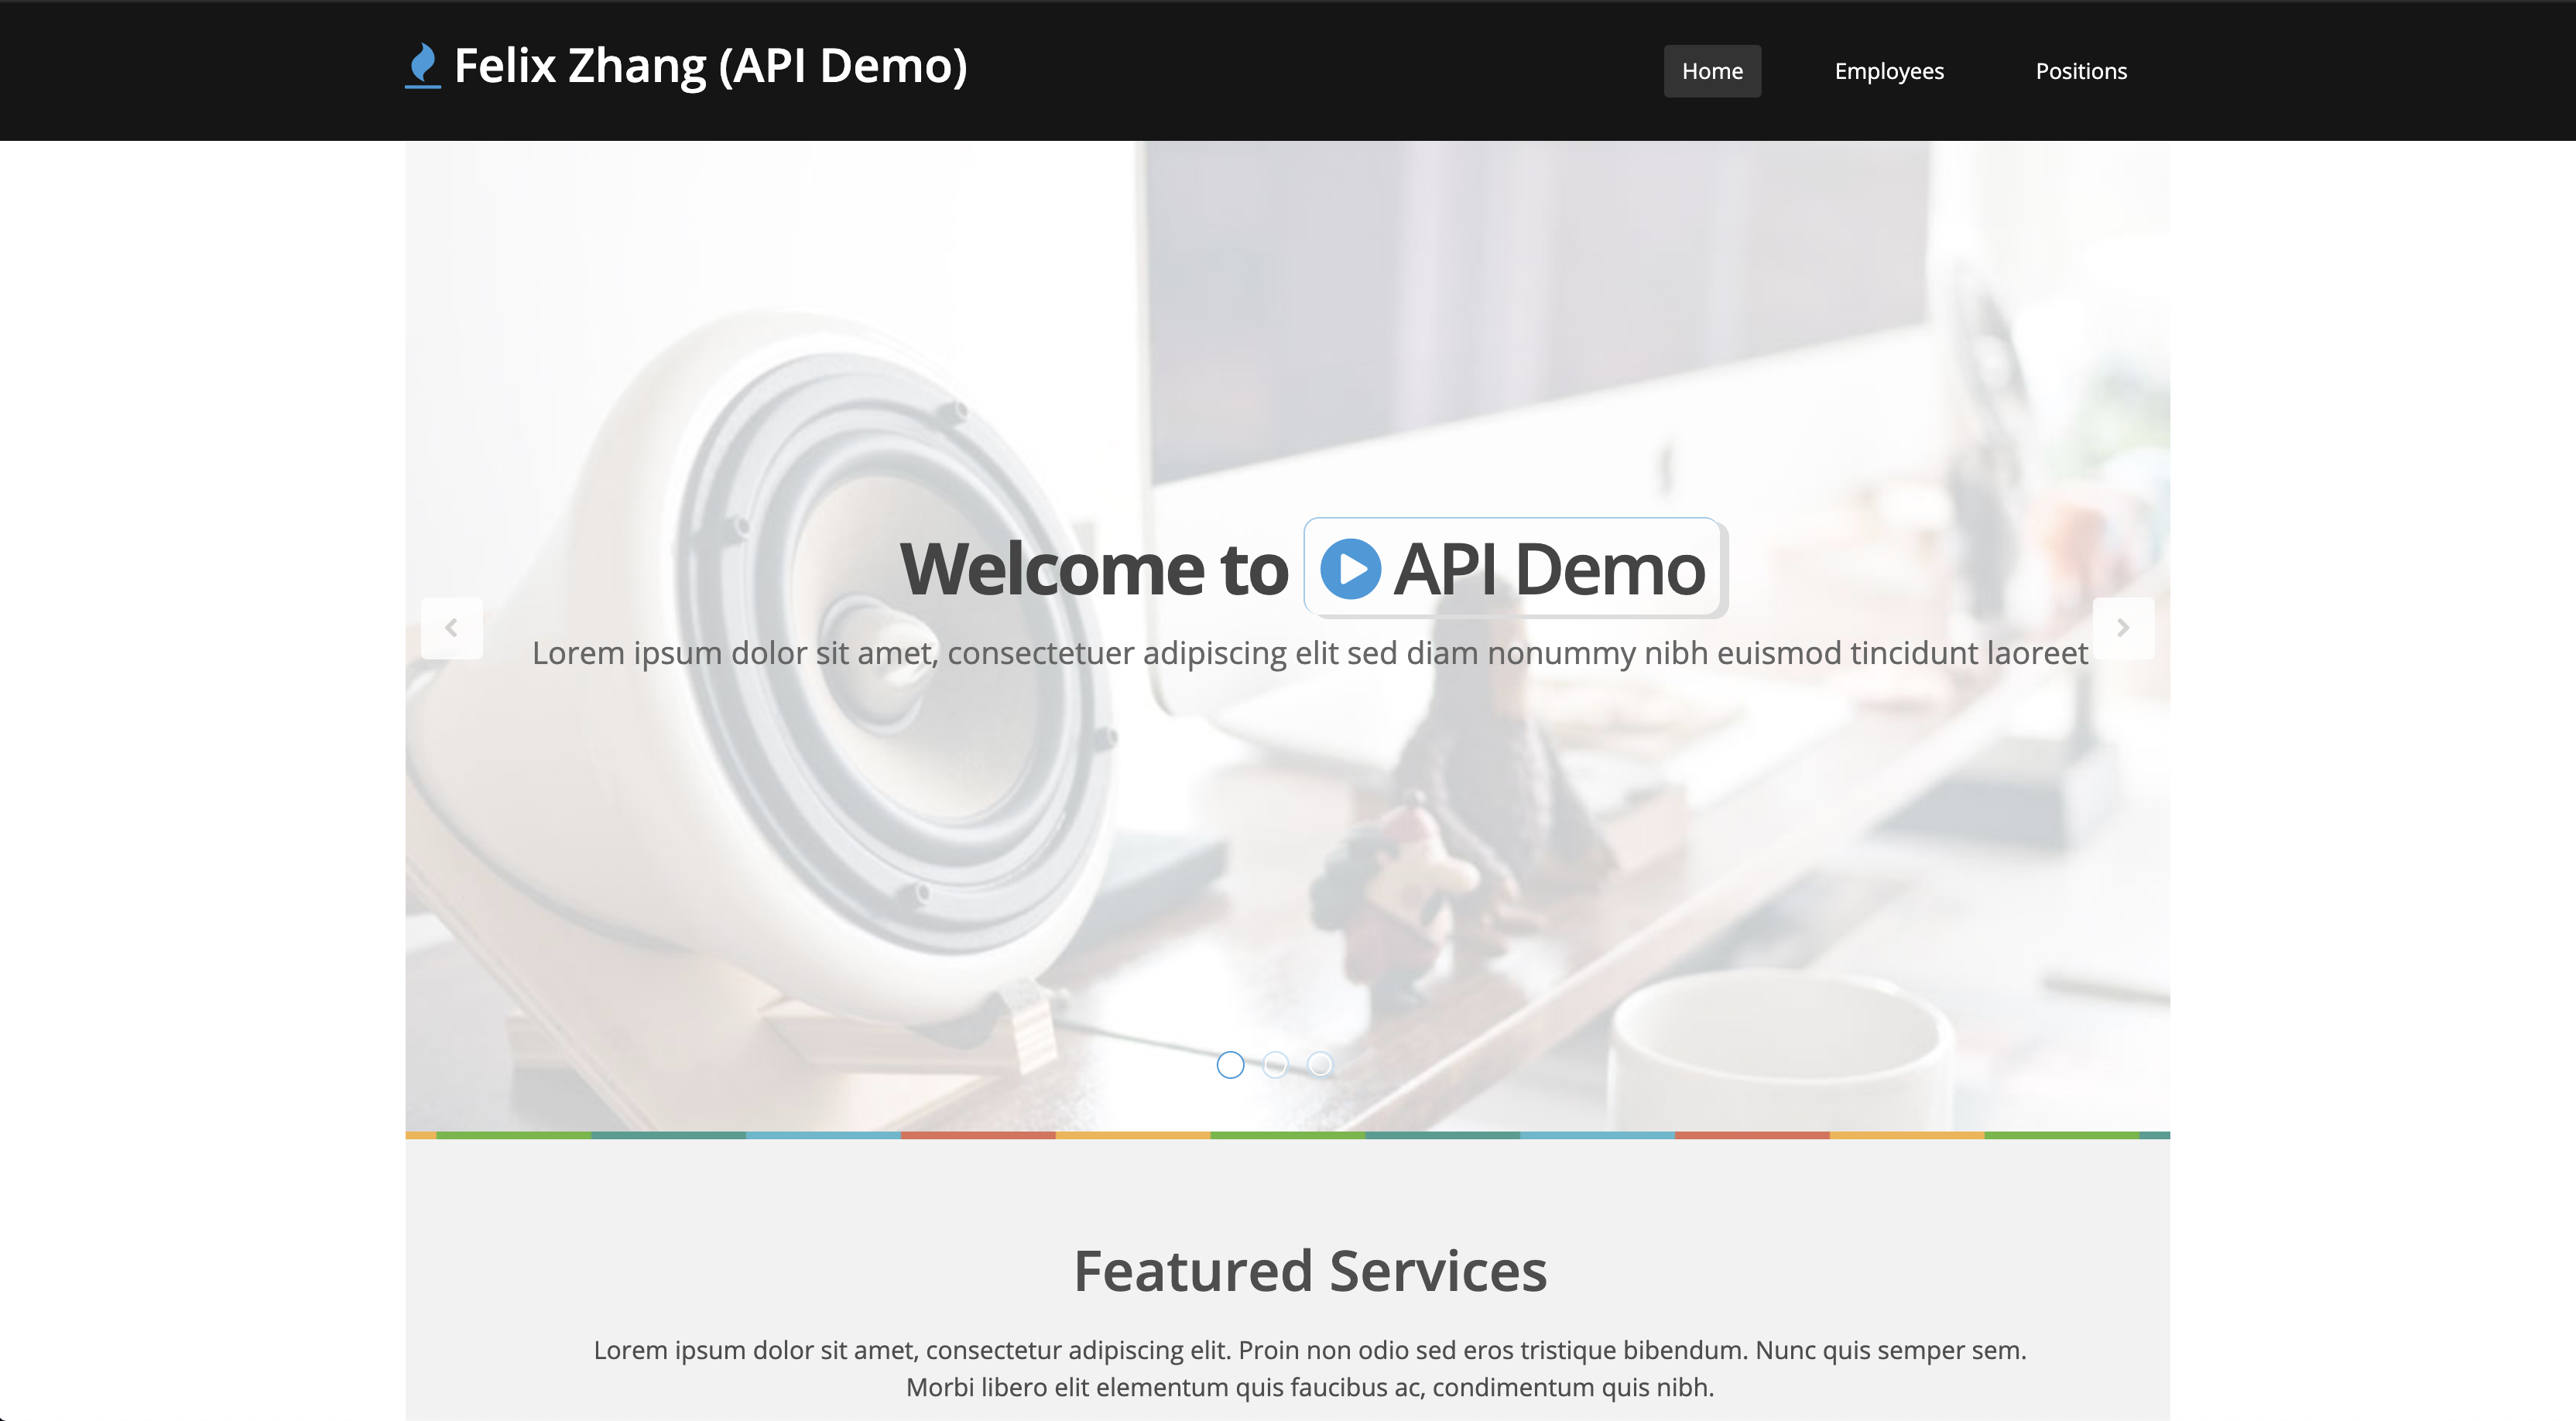 Felix Zhang (API Demo)
Home Employees Positions
Welcome to API Demo
Lorem ipsum dolor sit amet, consectetuer adipiscing elit sed diam nonummy nibh euismod tincidunt laoreet
Featured Services
Lorem ipsum dolor sit amet, consectetur adipiscing elit. Proin non odio sed eros tristique bibendum. Nunc quis semper sem.
Morbi libero elit elementum quis faucibus ac, condimentum quis nibh.